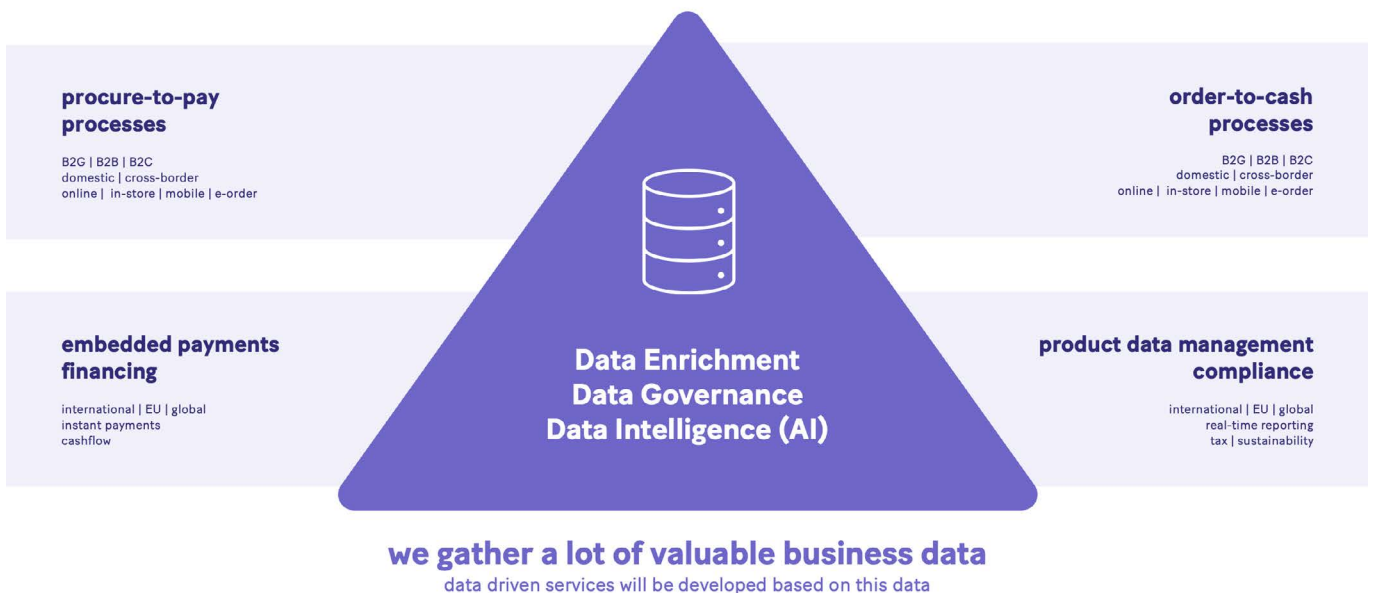 procure-to-pay
processes
B2G | B2B | B2C
domestic | cross-border
online | in-store | mobile | e-order
order-to-cash
processes
B2G | B2B | B2C
domestic | cross-border
online | in-store | mobile | e-order
embedded payments
financing
international | EU | global
instant payments
cashflow
Data Enrichment
Data Governance
Data Intelligence (AI)
product data management
compliance
international | EU | global
real-time reporting
tax | sustainability
we gather a lot of valuable business data
data driven services will be developed based on this data